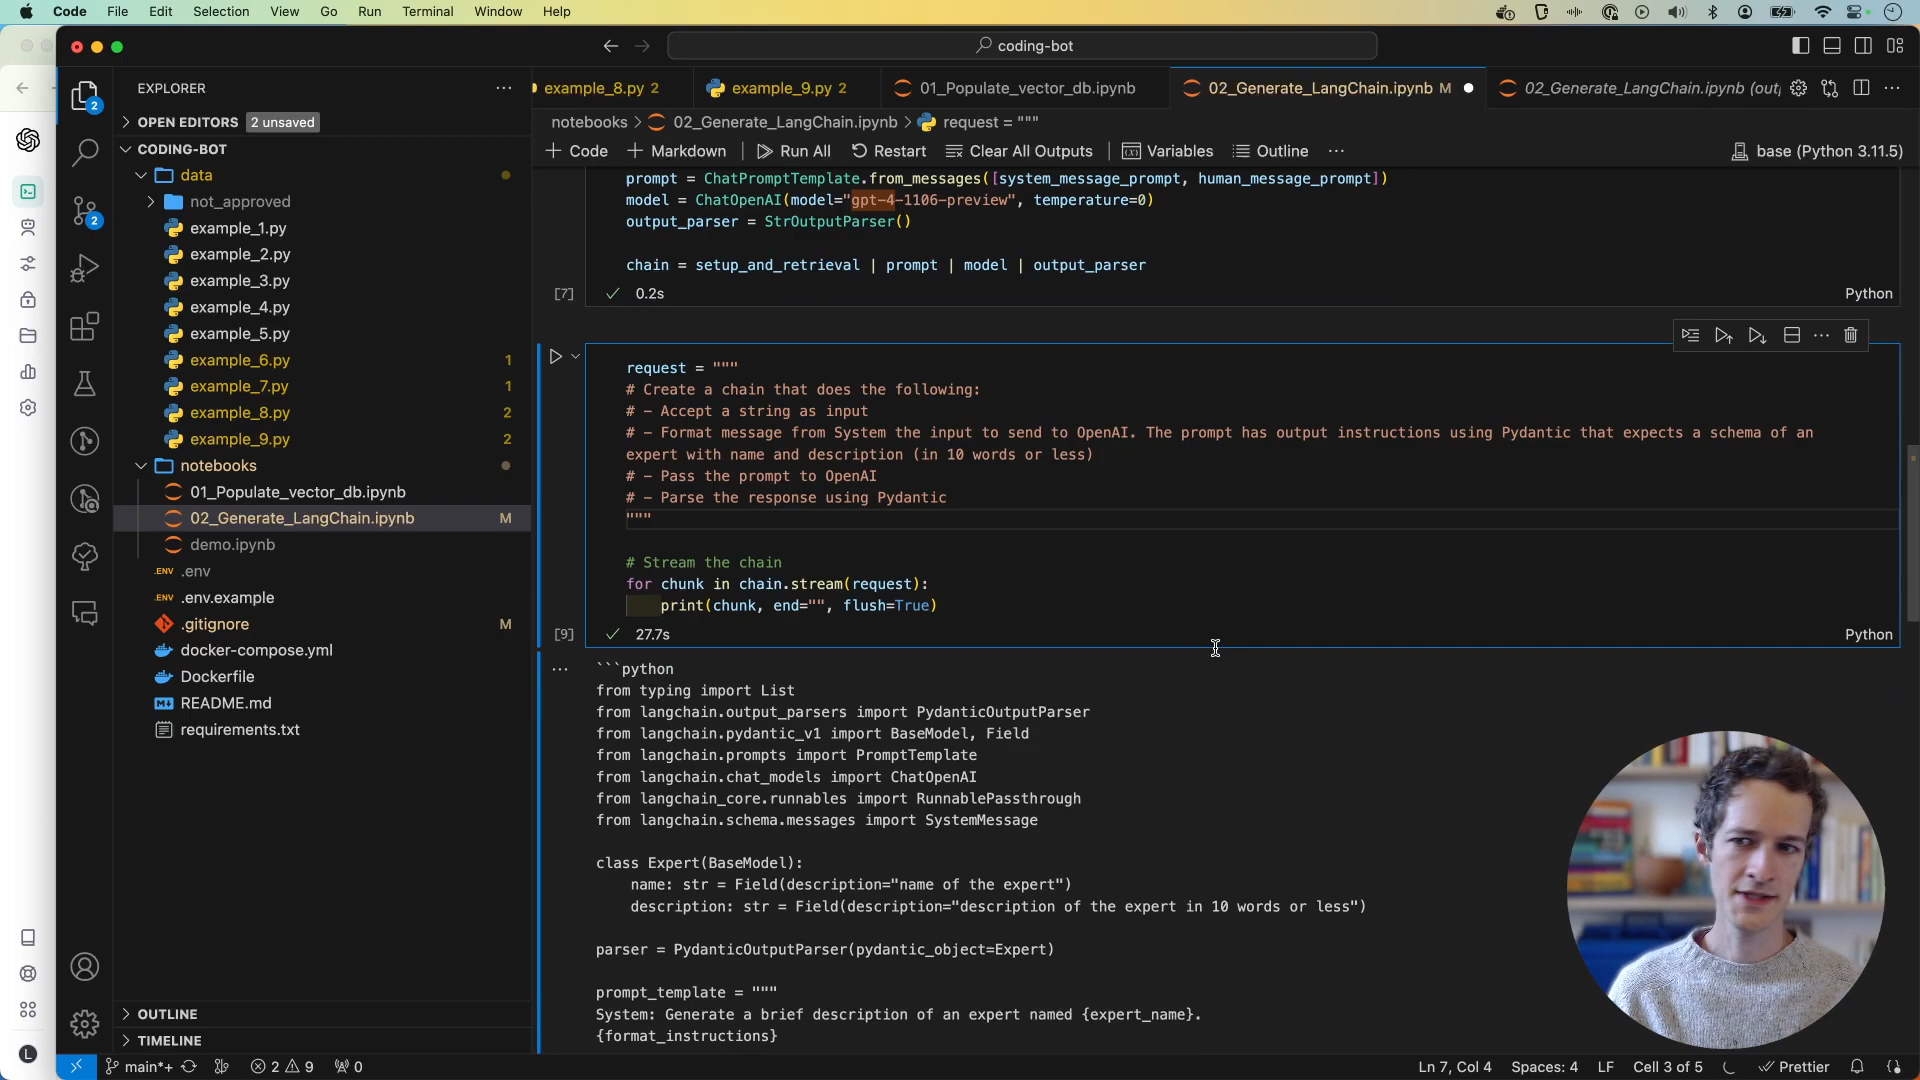 Code File Edit Selection View Go Run Terminal Window Help
coding-bot
EXPLORER
OPEN EDITORS 2 unsaved
CODING-BOT
data
not_approved
example_1.py
example_2.py
example_3.py
example_4.py
example_5.py
example_6.py 1
example_7.py 1
example_8.py 2
example_9.py 2
notebooks
01_Populate_vector_db.ipynb
02_Generate_LangChain.ipynb M
demo.ipynb
.ENV .env
.ENV .env.example
.gitignore M
docker-compose.yml
Dockerfile
README.md
requirements.txt
OUTLINE
TIMELINE
2
2
L
example_8.py 2 example_9.py 2 01_Populate_vector_db.ipynb 02_Generate_LangChain.ipynb M 02_Generate_LangChain.ipynb (out
notebooks > 02_Generate_LangChain.ipynb > request = """
+ Code + Markdown Run All Restart Clear All Outputs Variables Outline ... base (Python 3.11.5)
prompt = ChatPromptTemplate.from_messages([system_message_prompt, human_message_prompt])
model = ChatOpenAI(model="gpt-4-1106-preview", temperature=0)
output_parser = StrOutputParser()
chain = setup_and_retrieval | prompt | model | output_parser
[7] 0.2s Python
request = """
# Create a chain that does the following:
# - Accept a string as input
# - Format message from System the input to send to OpenAI. The prompt has output instructions using Pydantic that expects a schema of an
expert with name and description (in 10 words or less)
# - Pass the prompt to OpenAI
# - Parse the response using Pydantic
"""
# Stream the chain
for chunk in chain.stream(request):
print(chunk, end="", flush=True)
[9] 27.7s Python
```python
from typing import List
from langchain.output_parsers import PydanticOutputParser
from langchain.pydantic_v1 import BaseModel, Field
from langchain.prompts import PromptTemplate
from langchain.chat_models import ChatOpenAI
from langchain_core.runnables import RunnablePassthrough
from langchain.schema.messages import SystemMessage
class Expert(BaseModel):
name: str = Field(description="name of the expert")
description: str = Field(description="description of the expert in 10 words or less")
parser = PydanticOutputParser(pydantic_object=Expert)
prompt_template = """
System: Generate a brief description of an expert named {expert_name}.
{format_instructions}
main*+ 2 9 0 Ln 7, Col 4 Spaces: 4 LF Cell 3 of 5 Prettier